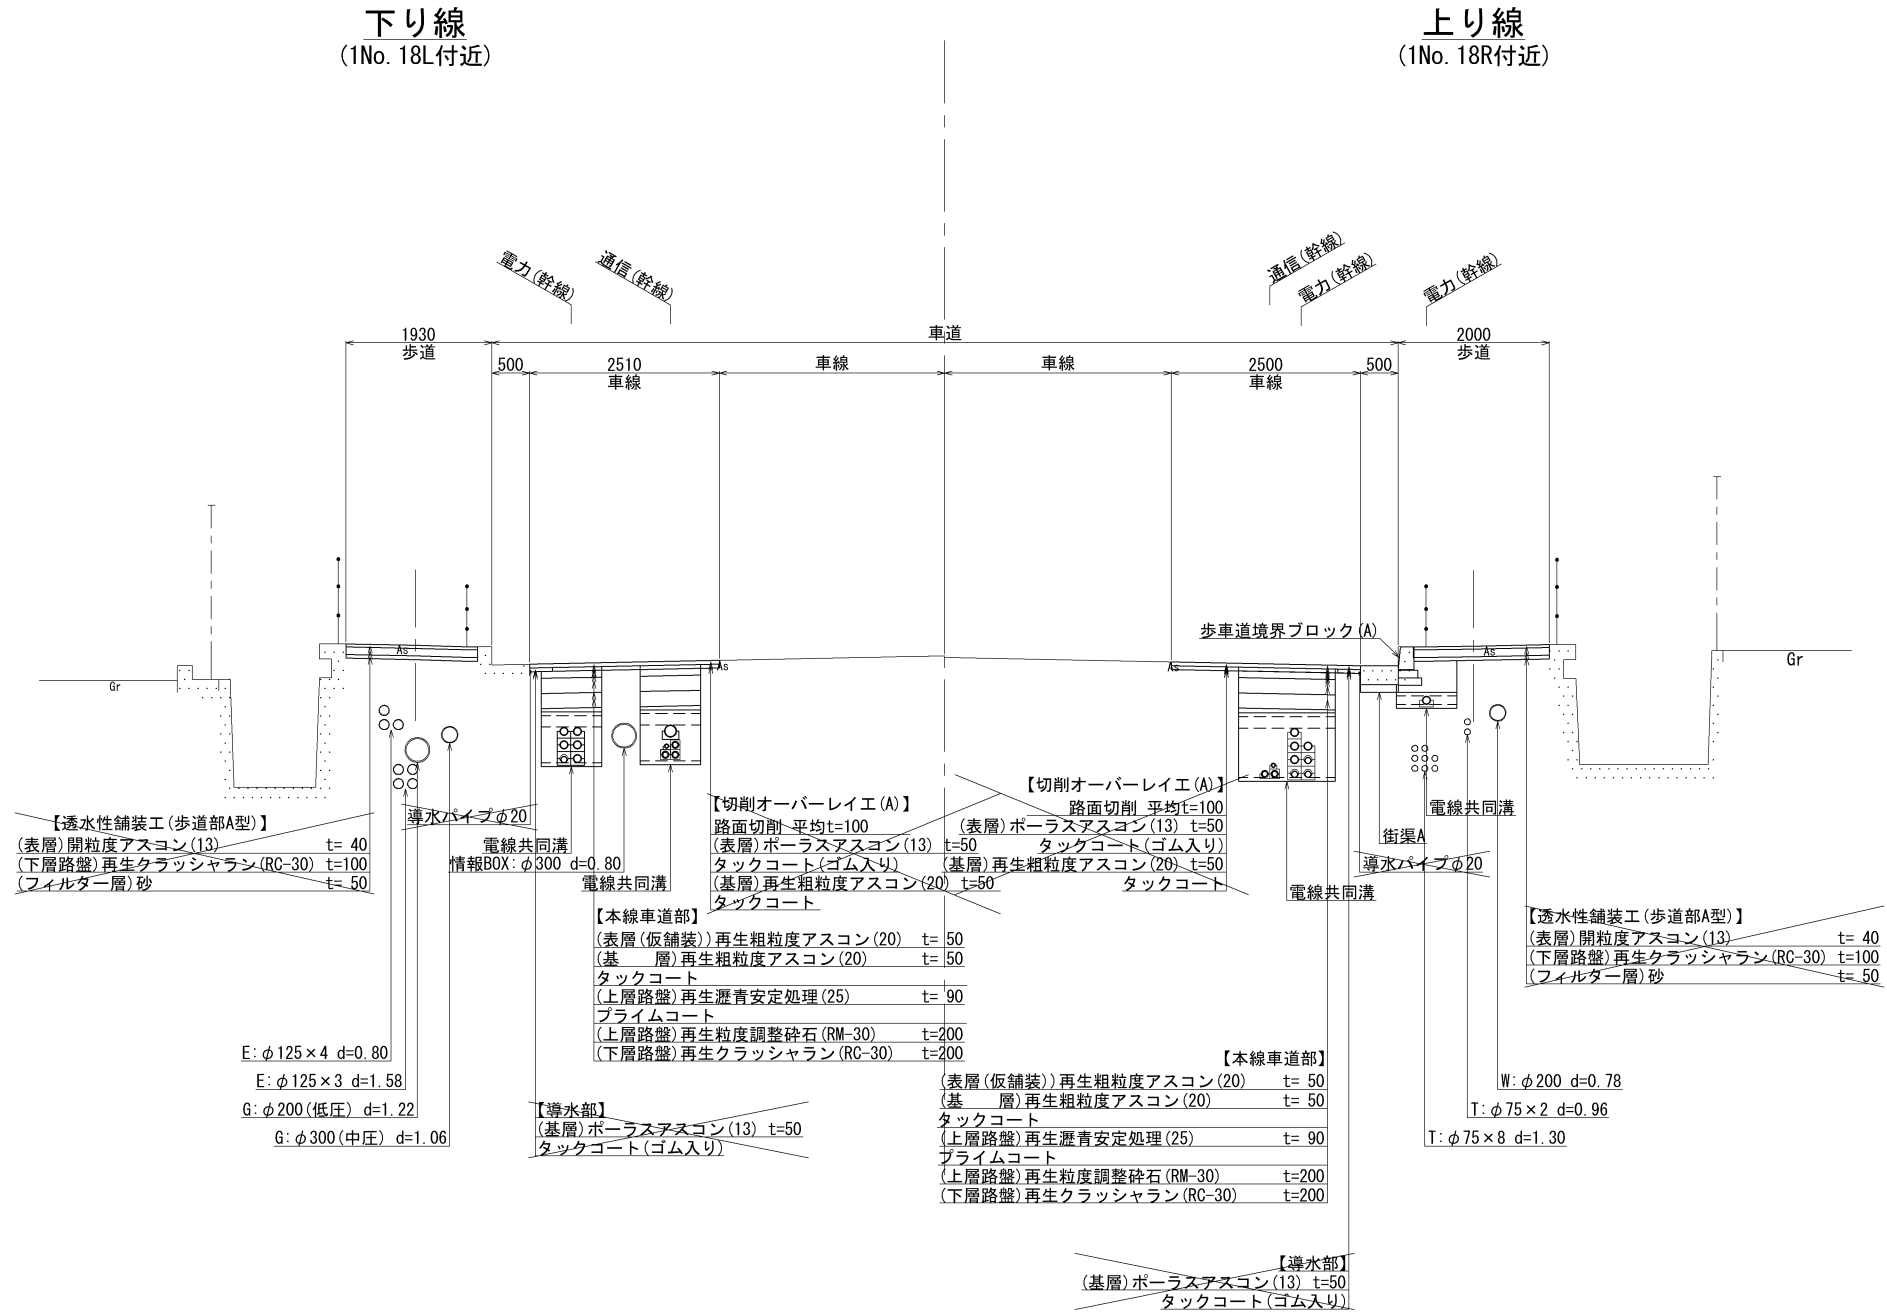 下り線
(1No.18L付近)
上り線
(1No.18R付近)
電力(幹線)
通信(幹線)
通信(幹線)
電力(幹線)
電力(幹線)
1930
歩道
車道
2000
歩道
500
2510
車線
車線
車線
2500
車線
500
歩車道境界ブロック(A)
As
As
As
As
Gr
Gr
【透水性舗装工(歩道部A型)】
(表層)開粒度アスコン(13) t= 40
(下層路盤)再生クラッシャラン(RC-30) t=100
(フィルター層)砂 t= 50
導水パイプφ20
電線共同溝
情報BOX:φ300 d=0.80
電線共同溝
【切削オーバーレイ工(A)】
路面切削 平均t=100
(表層)ポーラスアスコン(13) t=50
タックコート(ゴム入り)
(基層)再生粗粒度アスコン(20) t=50
タックコート
【切削オーバーレイ工(A)】
路面切削 平均t=100
(表層)ポーラスアスコン(13) t=50
タックコート(ゴム入り)
(基層)再生粗粒度アスコン(20) t=50
タックコート
電線共同溝
街渠A
導水パイプφ20
電線共同溝
【本線車道部】
(表層(仮舗装))再生粗粒度アスコン(20) t= 50
(基　　層)再生粗粒度アスコン(20) t= 50
タックコート
(上層路盤)再生瀝青安定処理(25) t= 90
プライムコート
(上層路盤)再生粒度調整砕石(RM-30) t=200
(下層路盤)再生クラッシャラン(RC-30) t=200
【透水性舗装工(歩道部A型)】
(表層)開粒度アスコン(13) t= 40
(下層路盤)再生クラッシャラン(RC-30) t=100
(フィルター層)砂 t= 50
E:φ125×4 d=0.80
E:φ125×3 d=1.58
G:φ200(低圧) d=1.22
G:φ300(中圧) d=1.06
【導水部】
(基層)ポーラスアスコン(13) t=50
タックコート(ゴム入り)
【本線車道部】
(表層(仮舗装))再生粗粒度アスコン(20) t= 50
(基　　層)再生粗粒度アスコン(20) t= 50
タックコート
(上層路盤)再生瀝青安定処理(25) t= 90
プライムコート
(上層路盤)再生粒度調整砕石(RM-30) t=200
(下層路盤)再生クラッシャラン(RC-30) t=200
W:φ200 d=0.78
T:φ75×2 d=0.96
T:φ75×8 d=1.30
【導水部】
(基層)ポーラスアスコン(13) t=50
タックコート(ゴム入り)